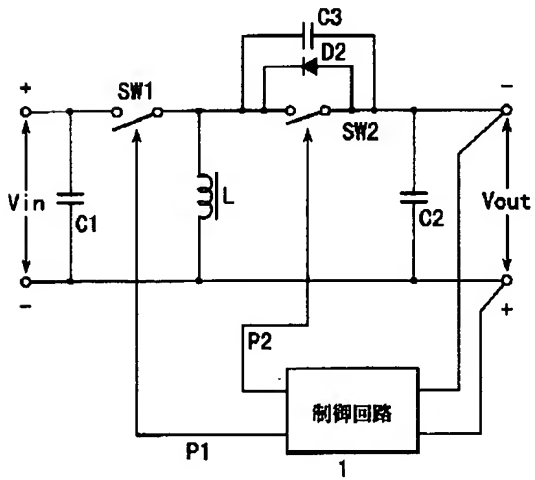 C3
D2
+
SW1
SW2
-
Vin
C1
L
C2
Vout
-
+
P2
制御回路
P1
1